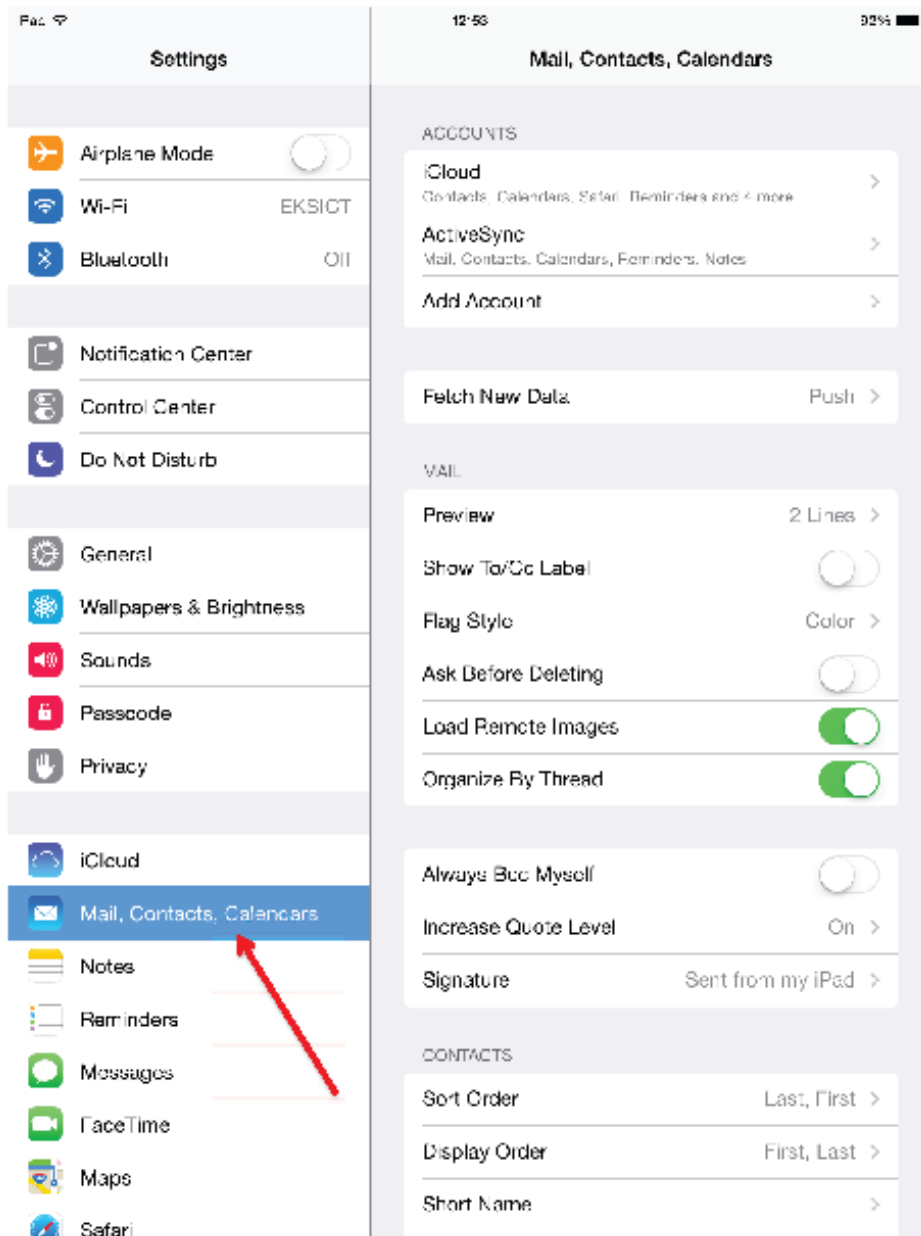 iPad
12:53
92%
Settings
Mail, Contacts, Calendars
Airplane Mode
Wi-Fi
EKSICT
Bluetooth
Off
Notification Center
Control Center
Do Not Disturb
General
Wallpapers & Brightness
Sounds
Passcode
Privacy
iCloud
Mail, Contacts, Calendars
Notes
Reminders
Messages
FaceTime
Maps
Safari
ACCOUNTS
iCloud
Contacts, Calendars, Safari, Reminders and 4 more
ActiveSync
Mail, Contacts, Calendars, Reminders, Notes
Add Account
Fetch New Data
Push
MAIL
Preview
2 Lines
Show To/Cc Label
Flag Style
Color
Ask Before Deleting
Load Remote Images
Organize By Thread
Always Bcc Myself
Increase Quote Level
On
Signature
Sent from my iPad
CONTACTS
Sort Order
Last, First
Display Order
First, Last
Short Name